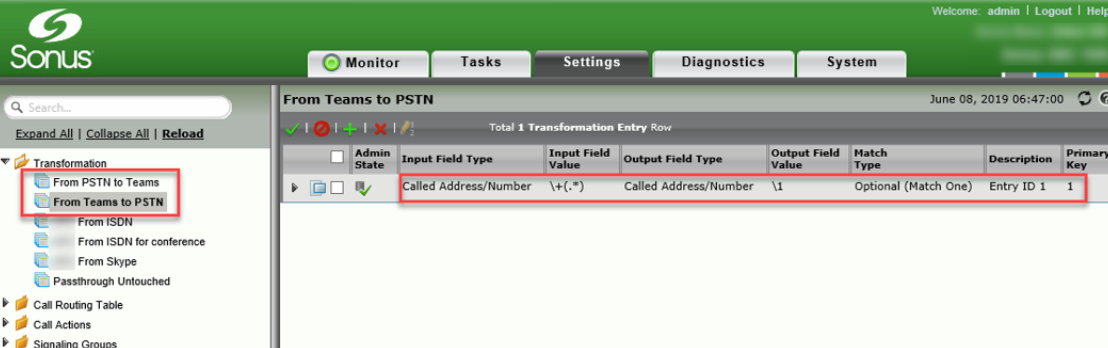 Welcome: admin | Logout | Help
Sonus
Monitor
Tasks
Settings
Diagnostics
System
Search...
Expand All | Collapse All | Reload
Transformation
From PSTN to Teams
From Teams to PSTN
From ISDN
From ISDN for conference
From Skype
Passthrough Untouched
Call Routing Table
Call Actions
Signaling Groups
From Teams to PSTN
June 08, 2019 06:47:00
Total 1 Transformation Entry Row
Admin State Input Field Type Input Field Value Output Field Type Output Field Value Match Type Description Primary Key
Called Address/Number \+(.*) Called Address/Number \1 Optional (Match One) Entry ID 1 1